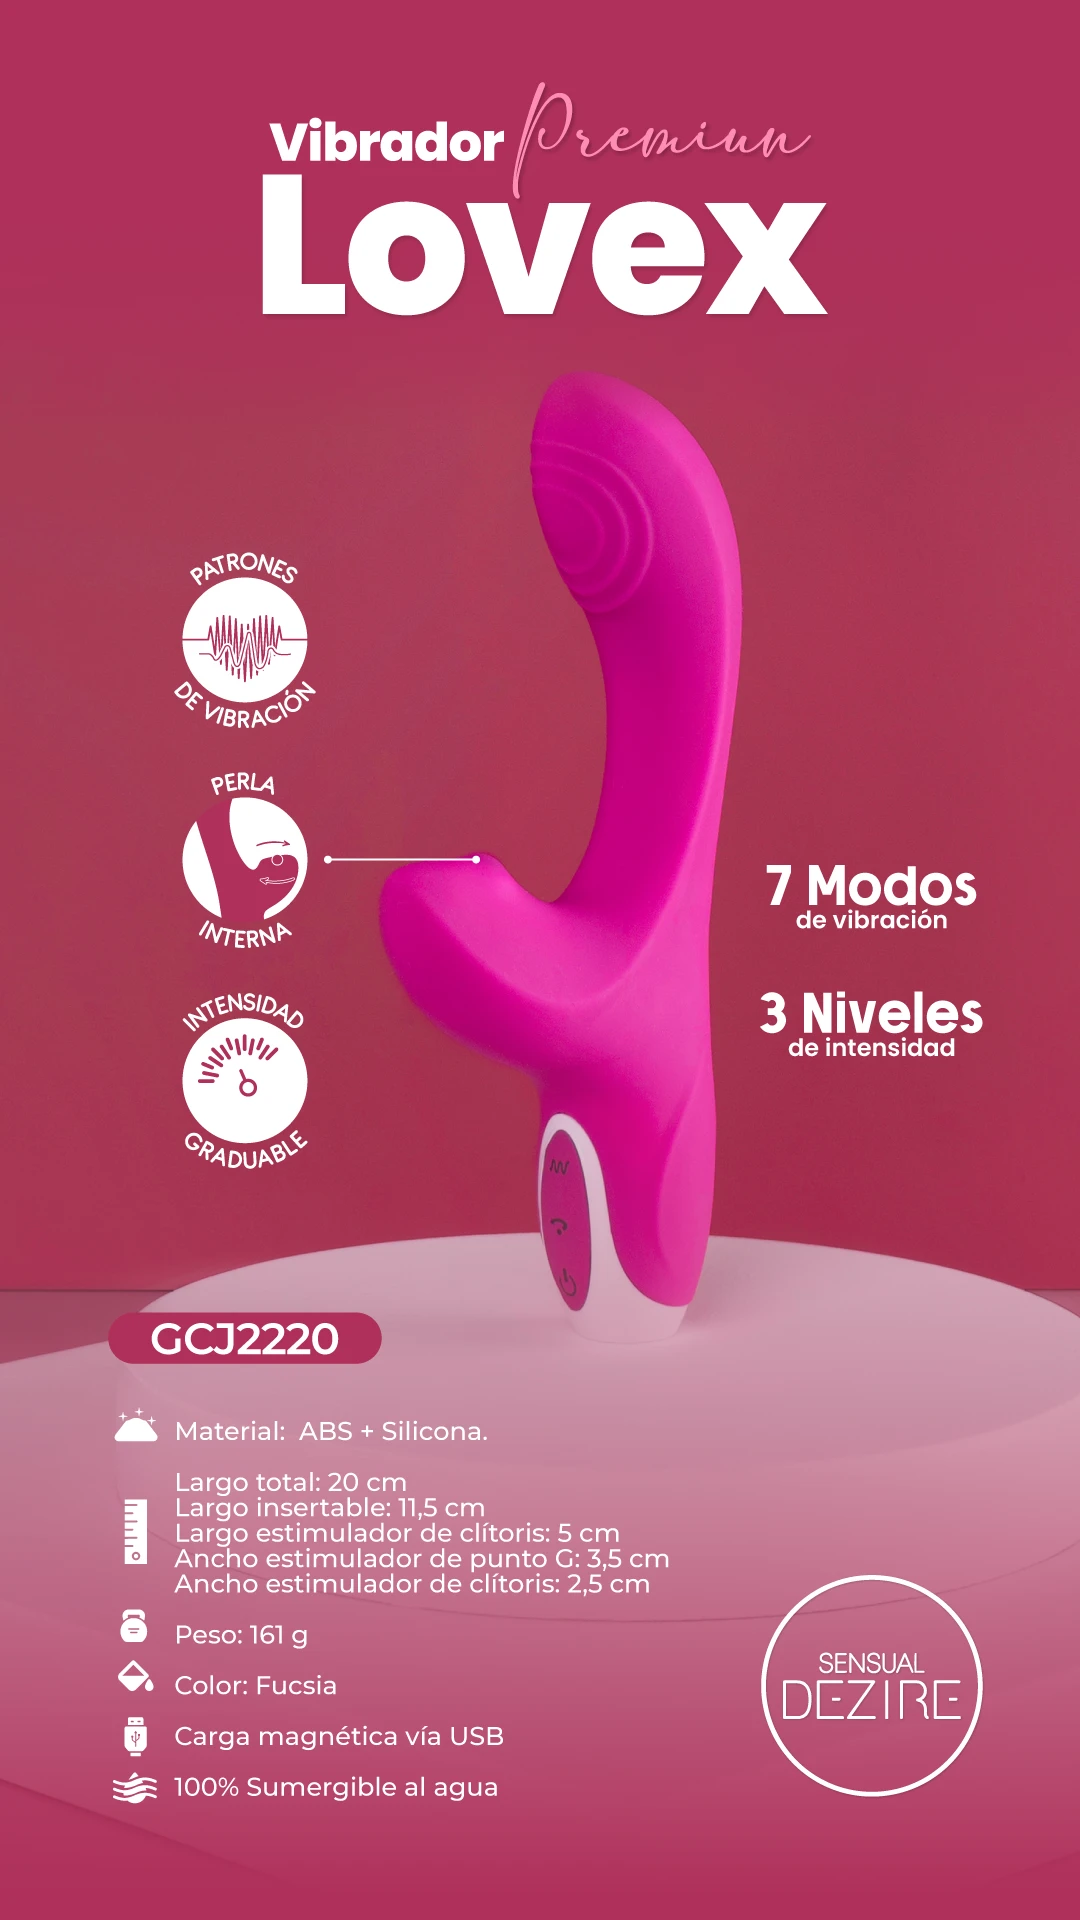 Vibrador Premiun
Lovex
PATRONES
DE VIBRACIÓN
PERLA
INTERNA
INTENSIDAD
GRADUABLE
7 Modos
de vibración
3 Niveles
de intensidad
GCJ2220
Material:  ABS + Silicona.
Largo total: 20 cm
Largo insertable: 11,5 cm
Largo estimulador de clítoris: 5 cm
Ancho estimulador de punto G: 3,5 cm
Ancho estimulador de clítoris: 2,5 cm
Peso: 161 g
Color: Fucsia
Carga magnética vía USB
100% Sumergible al agua
SENSUAL
DEZIRE